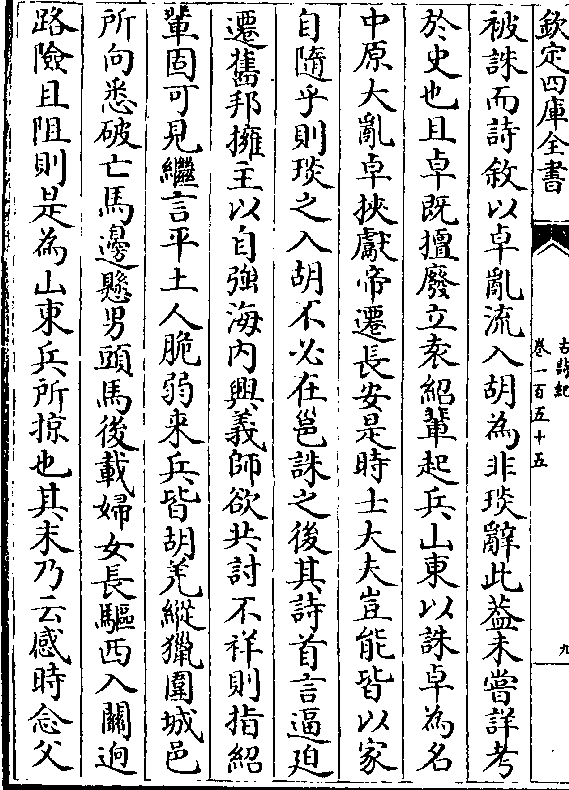 欽定四庫全書
古詩紀
卷一百五十五
九
被誅而詩敘以卓亂流入胡為非琰辭此葢未嘗詳考
於史也且卓既擅廢立袁紹輩起兵山東以誅卓為名
中原大亂卓挾獻帝遷長安是時士大夫豈能皆以家
自隨乎則琰之入胡不必在邕誅之後其詩首言逼廹
遷舊邦擁主以自強海内興義師欲共討不祥則指紹
輩固可見繼言平土人脆弱来兵皆胡羌縱獵圍城邑
所向悉破亡馬邊懸男頭馬後載婦女長驅西入關逈
路險且阻則是為山東兵所掠也其末乃云感時念父